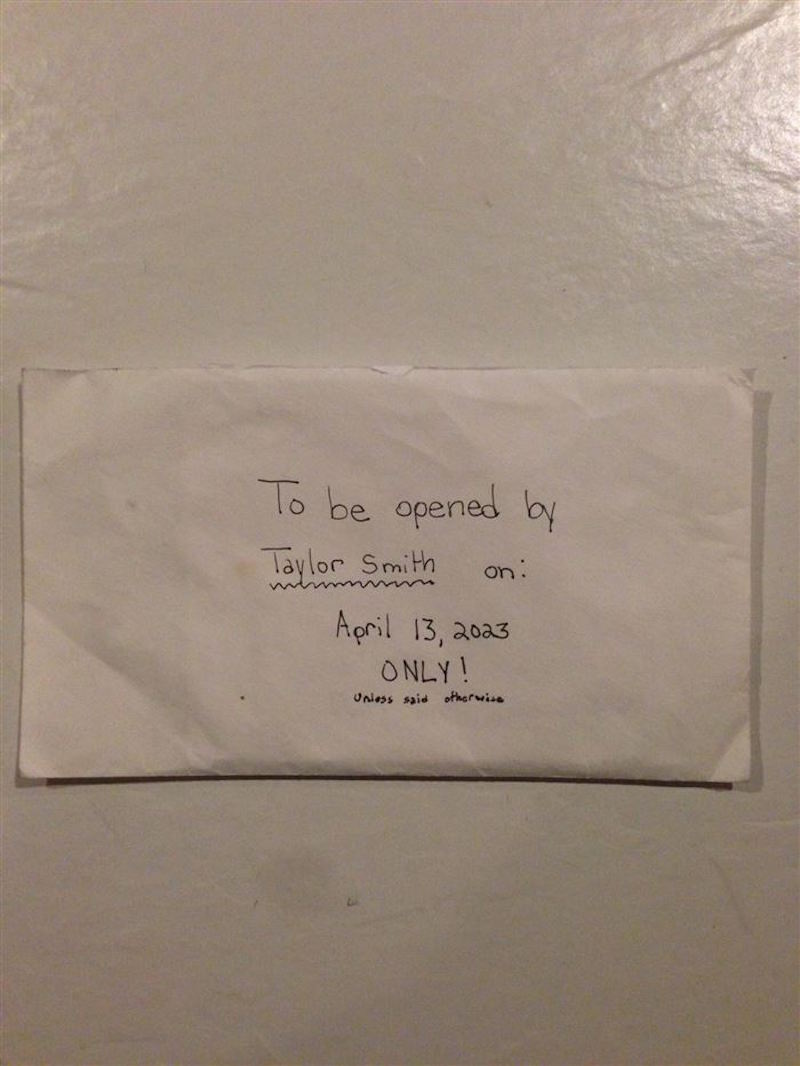 To be opened by
Taylor Smith on:
April 13, 2023
ONLY!
Unless said otherwise